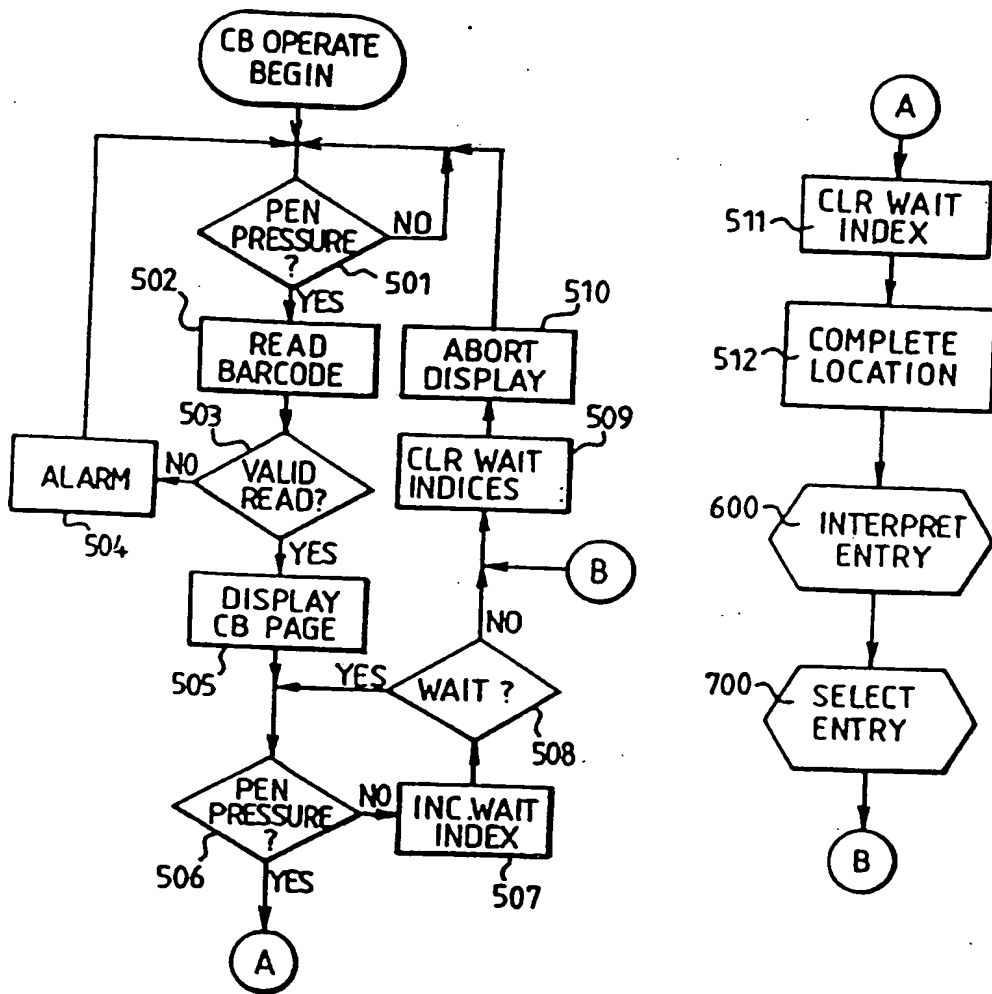 CB OPERATE
BEGIN
PEN
PRESSURE
?
NO
501
YES
502
READ
BARCODE
503
VALID
READ?
NO
ALARM
504
YES
DISPLAY
CB PAGE
505
PEN
PRESSURE
?
506
NO
YES
A
INC.WAIT
INDEX
507
WAIT ?
508
YES
NO
B
CLR WAIT
INDICES
509
ABORT
DISPLAY
510
A
CLR WAIT
INDEX
511
COMPLETE
LOCATION
512
INTERPRET
ENTRY
600
SELECT
ENTRY
700
B